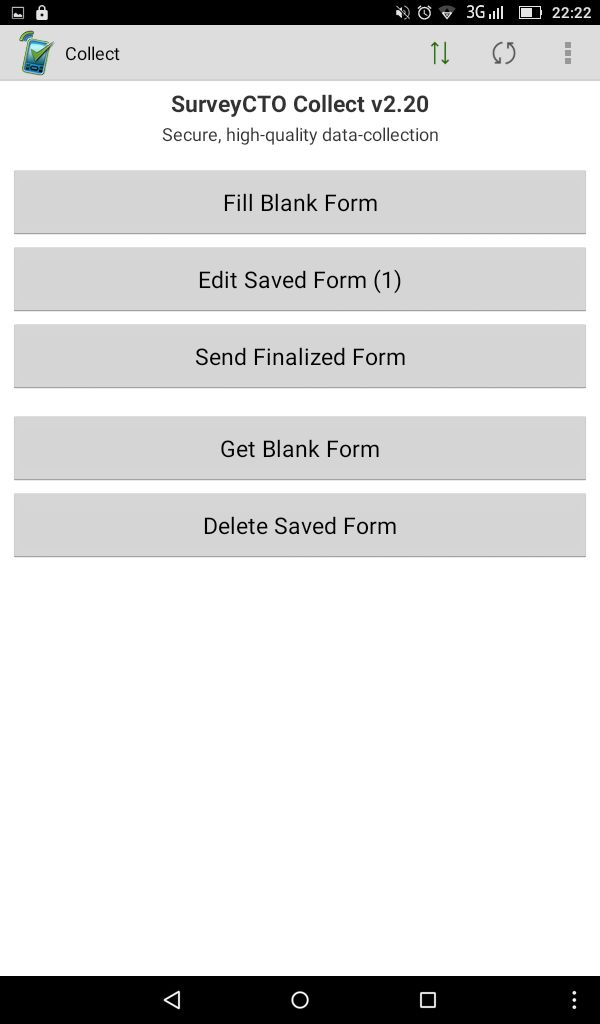 3G 22:22
Collect
SurveyCTO Collect v2.20
Secure, high-quality data-collection
Fill Blank Form
Edit Saved Form (1)
Send Finalized Form
Get Blank Form
Delete Saved Form